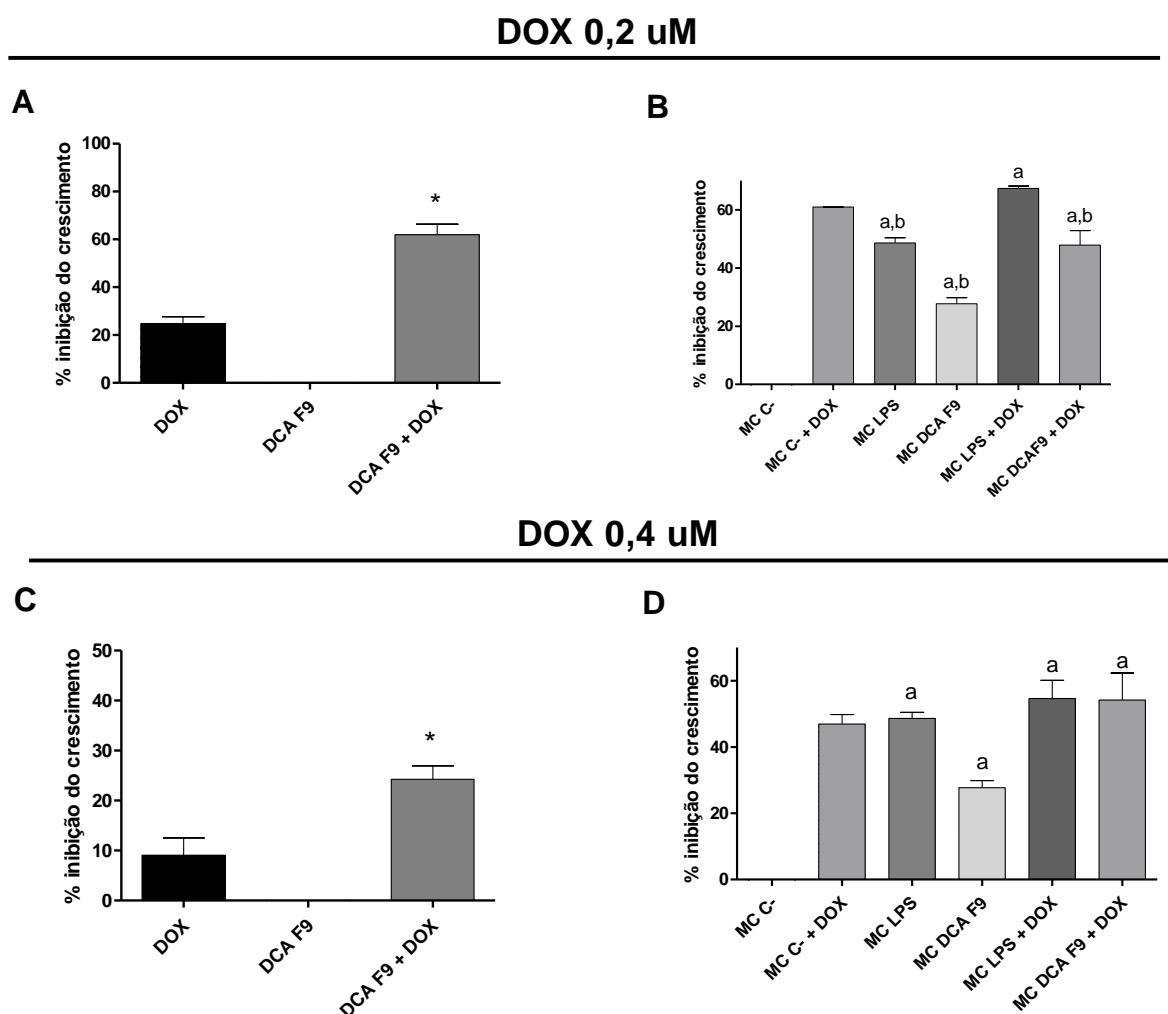 DOX 0,2 uM
A
% inibição do crescimento
100
80
60
40
20
0
*
DOX
DCA F9
DCA F9 + DOX
B
% inibição do crescimento
60
40
20
0
a,b
a,b
a
a,b
MC C-
MC C- + DOX
MC LPS
MC DCA F9
MC LPS + DOX
MC DCAF9 + DOX
DOX 0,4 uM
C
% inibição do crescimento
50
40
30
20
10
0
*
DOX
DCA F9
DCA F9 + DOX
D
% inibição do crescimento
60
40
20
0
a
a
a
a
MC C-
MC C- + DOX
MC LPS
MC DCA F9
MC LPS + DOX
MC DCA F9 + DOX